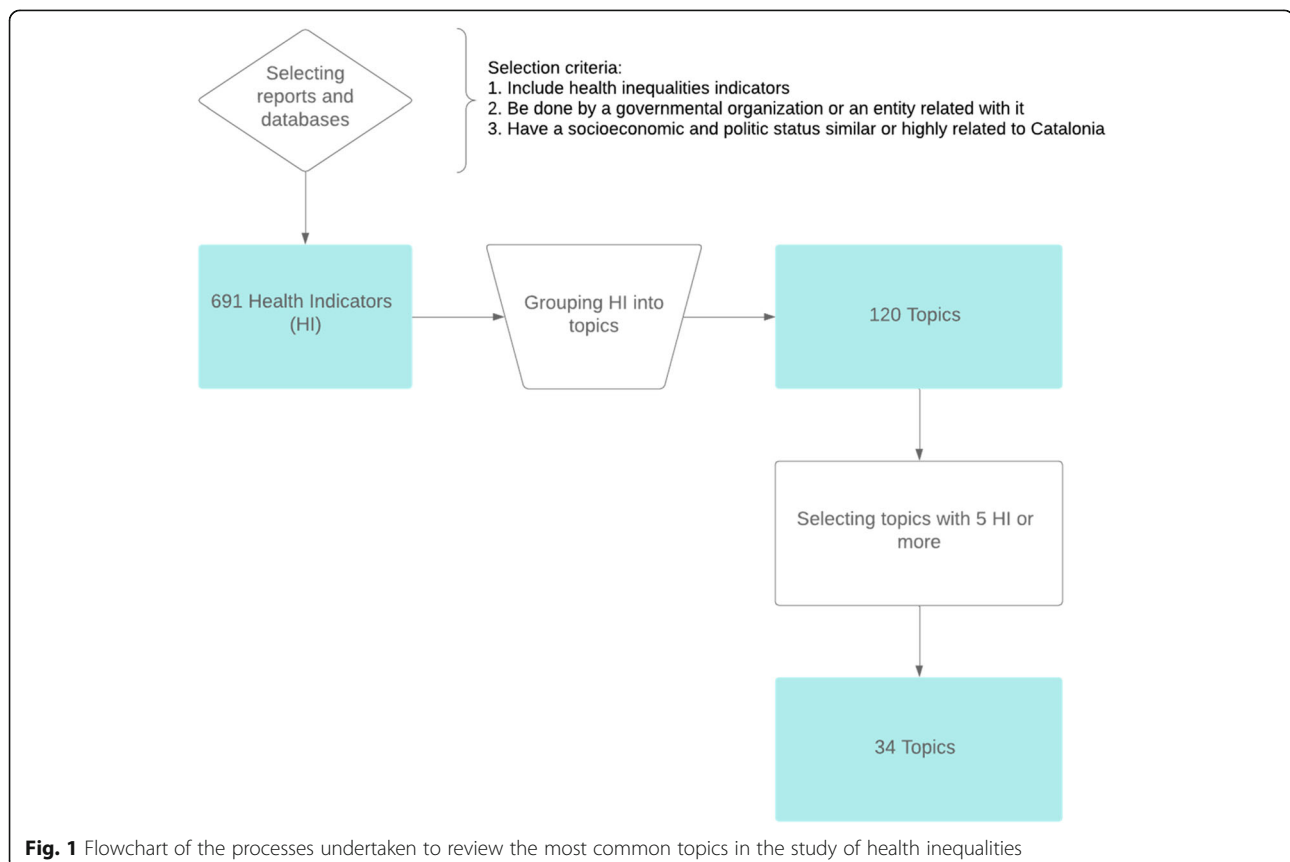 Selecting
reports and
databases
Selection criteria:
1. Include health inequalities indicators
2. Be done by a governmental organization or an entity related with it
3. Have a socioeconomic and politic status similar or highly related to Catalonia
691 Health Indicators
(HI)
Grouping HI into
topics
120 Topics
Selecting topics with 5 HI or
more
34 Topics
Fig. 1 Flowchart of the processes undertaken to review the most common topics in the study of health inequalities